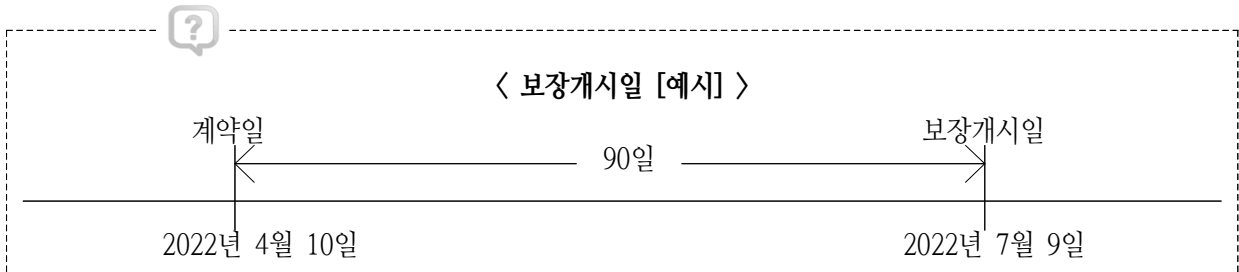 ?
〈 보장개시일 [예시] 〉
계약일 보장개시일
90일
2022년 4월 10일 2022년 7월 9일